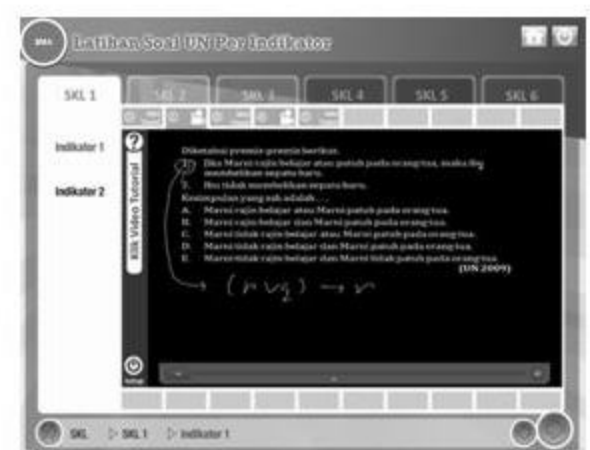 SMA
Latihan Soal UN Per Indikator
SKL 1 SKL 2 SKL 3 SKL 4 SKL 5 SKL 6
Indikator 1
Indikator 2
Klik Video Tutorial
Diketahui premis-premis berikut.
1. Jika Marni rajin belajar atau patuh pada orang tua, maka Ibu
membelikan sepatu baru.
2. Ibu tidak membelikan sepatu baru.
Kesimpulan yang sah adalah ...
A. Marni rajin belajar atau Marni patuh pada orang tua.
B. Marni rajin belajar dan Marni patuh pada orang tua.
C. Marni tidak rajin belajar atau Marni patuh pada orang tua.
D. Marni tidak rajin belajar dan Marni patuh pada orang tua.
E. Marni tidak rajin belajar dan Marni tidak patuh pada orang tua.
(UN 2009)
(p ∨ q) → r
tutup
SKL ▷ SKL 1 ▷ Indikator 1